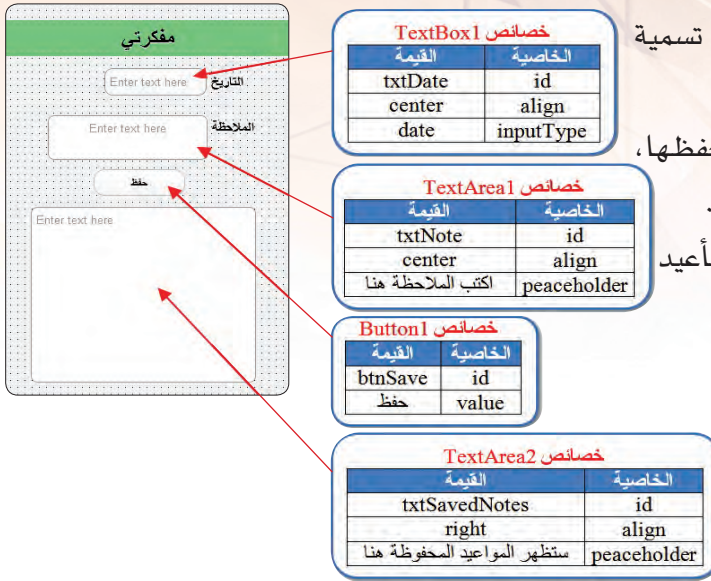 مفكرتي
التاريخ Enter text here
الملاحظة Enter text here
حفظ
Enter text here
تسمية
حفظها،
أعيد
خصائص TextBox1
الخاصية القيمة
id txtDate
align center
inputType date
خصائص TextArea1
الخاصية القيمة
id txtNote
align center
peaceholder اكتب الملاحظة هنا
خصائص Button1
الخاصية القيمة
id btnSave
value حفظ
خصائص TextArea2
الخاصية القيمة
id txtSavedNotes
align right
peaceholder ستظهر المواعيد المحفوظة هنا